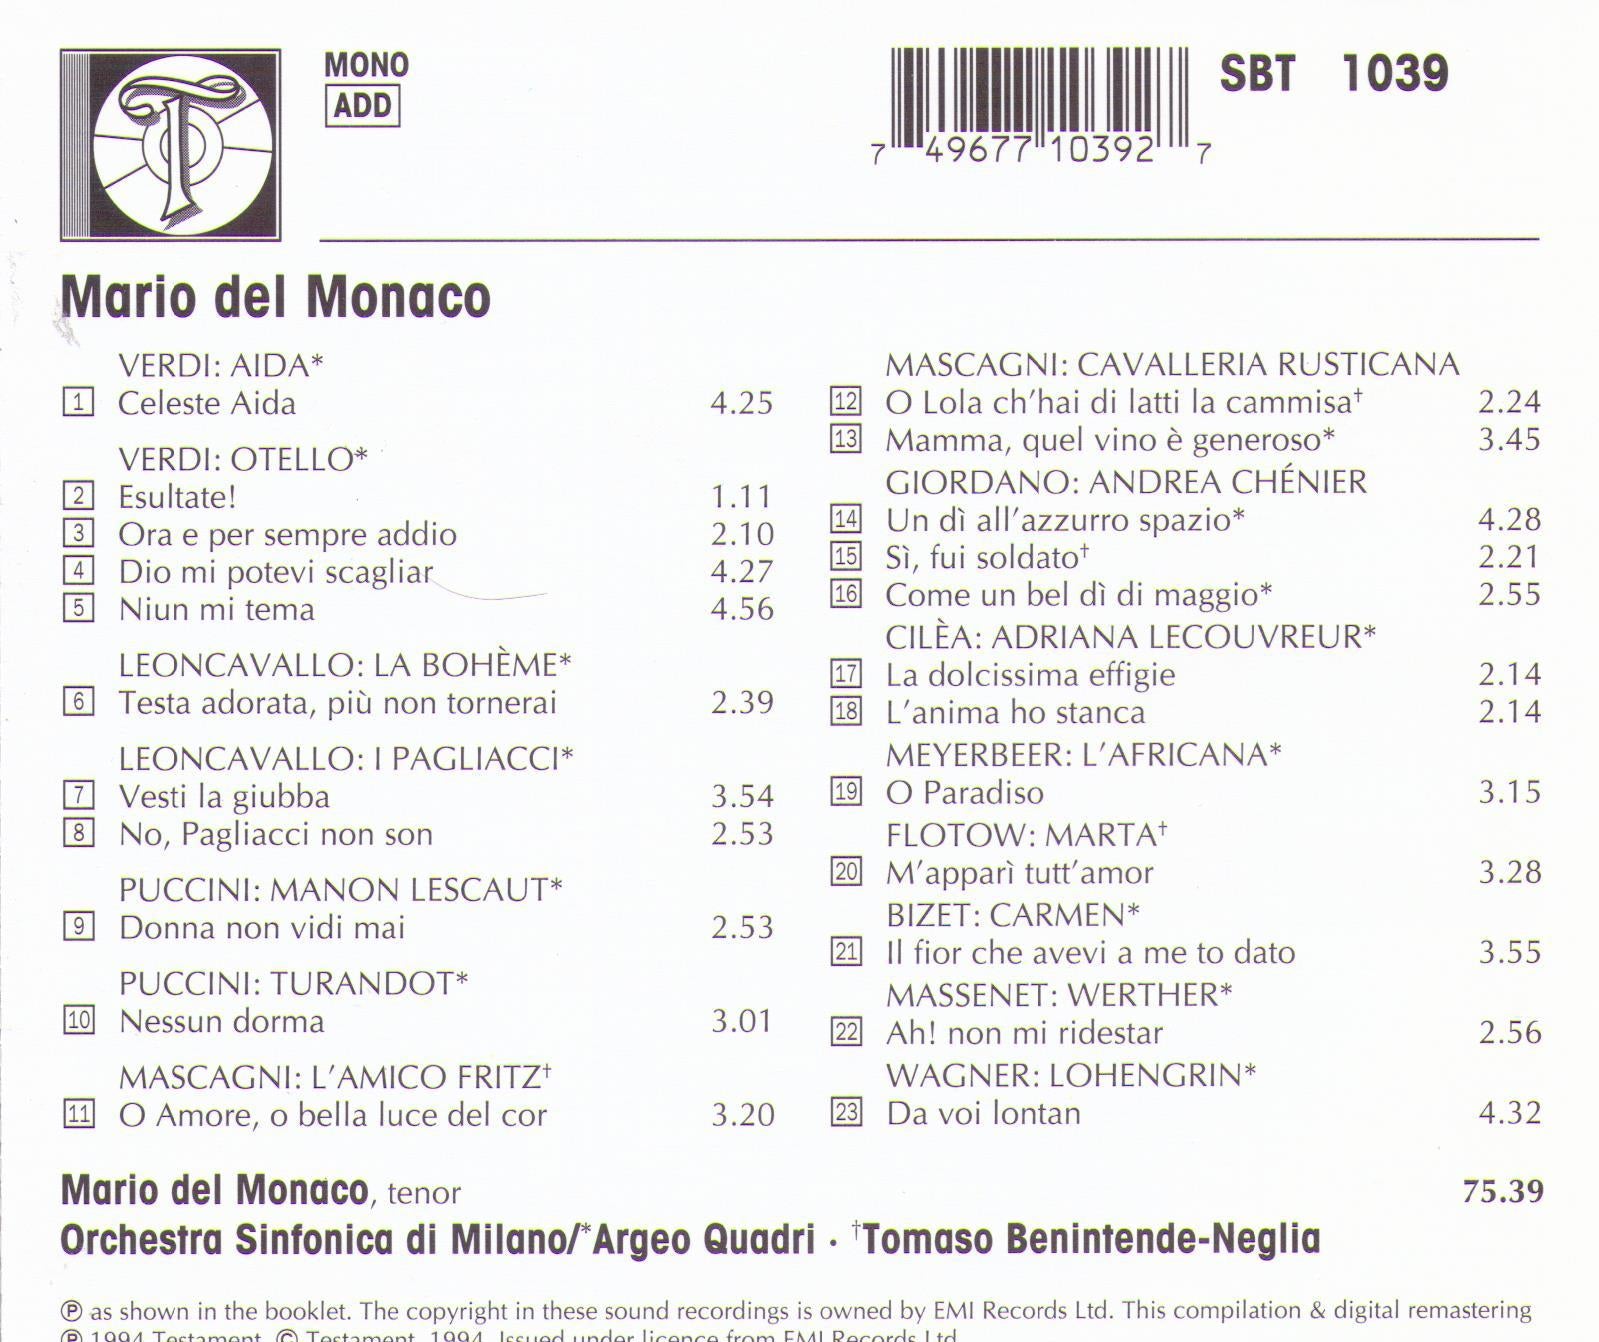 MONO
ADD
7 49677 10392 7
SBT 1039
Mario del Monaco
VERDI: AIDA*
1 Celeste Aida 4.25
VERDI: OTELLO*
2 Esultate! 1.11
3 Ora e per sempre addio 2.10
4 Dio mi potevi scagliar 4.27
5 Niun mi tema 4.56
LEONCAVALLO: LA BOHÈME*
6 Testa adorata, più non tornerai 2.39
LEONCAVALLO: I PAGLIACCI*
7 Vesti la giubba 3.54
8 No, Pagliacci non son 2.53
PUCCINI: MANON LESCAUT*
9 Donna non vidi mai 2.53
PUCCINI: TURANDOT*
10 Nessun dorma 3.01
MASCAGNI: L'AMICO FRITZ†
11 O Amore, o bella luce del cor 3.20
MASCAGNI: CAVALLERIA RUSTICANA
12 O Lola ch'hai di latti la cammisa† 2.24
13 Mamma, quel vino è generoso* 3.45
GIORDANO: ANDREA CHÉNIER
14 Un dì all'azzurro spazio* 4.28
15 Sì, fui soldato† 2.21
16 Come un bel dì di maggio* 2.55
CILÈA: ADRIANA LECOUVREUR*
17 La dolcissima effigie 2.14
18 L'anima ho stanca 2.14
MEYERBEER: L'AFRICANA*
19 O Paradiso 3.15
FLOTOW: MARTA†
20 M'apparì tutt'amor 3.28
BIZET: CARMEN*
21 Il fior che avevi a me to dato 3.55
MASSENET: WERTHER*
22 Ah! non mi ridestar 2.56
WAGNER: LOHENGRIN*
23 Da voi lontan 4.32
Mario del Monaco, tenor 75.39
Orchestra Sinfonica di Milano/*Argeo Quadri · †Tomaso Benintende-Neglia
℗ as shown in the booklet. The copyright in these sound recordings is owned by EMI Records Ltd. This compilation & digital remastering
℗ 1994 Testament. © Testament, 1994. Issued under licence from EMI Records Ltd.